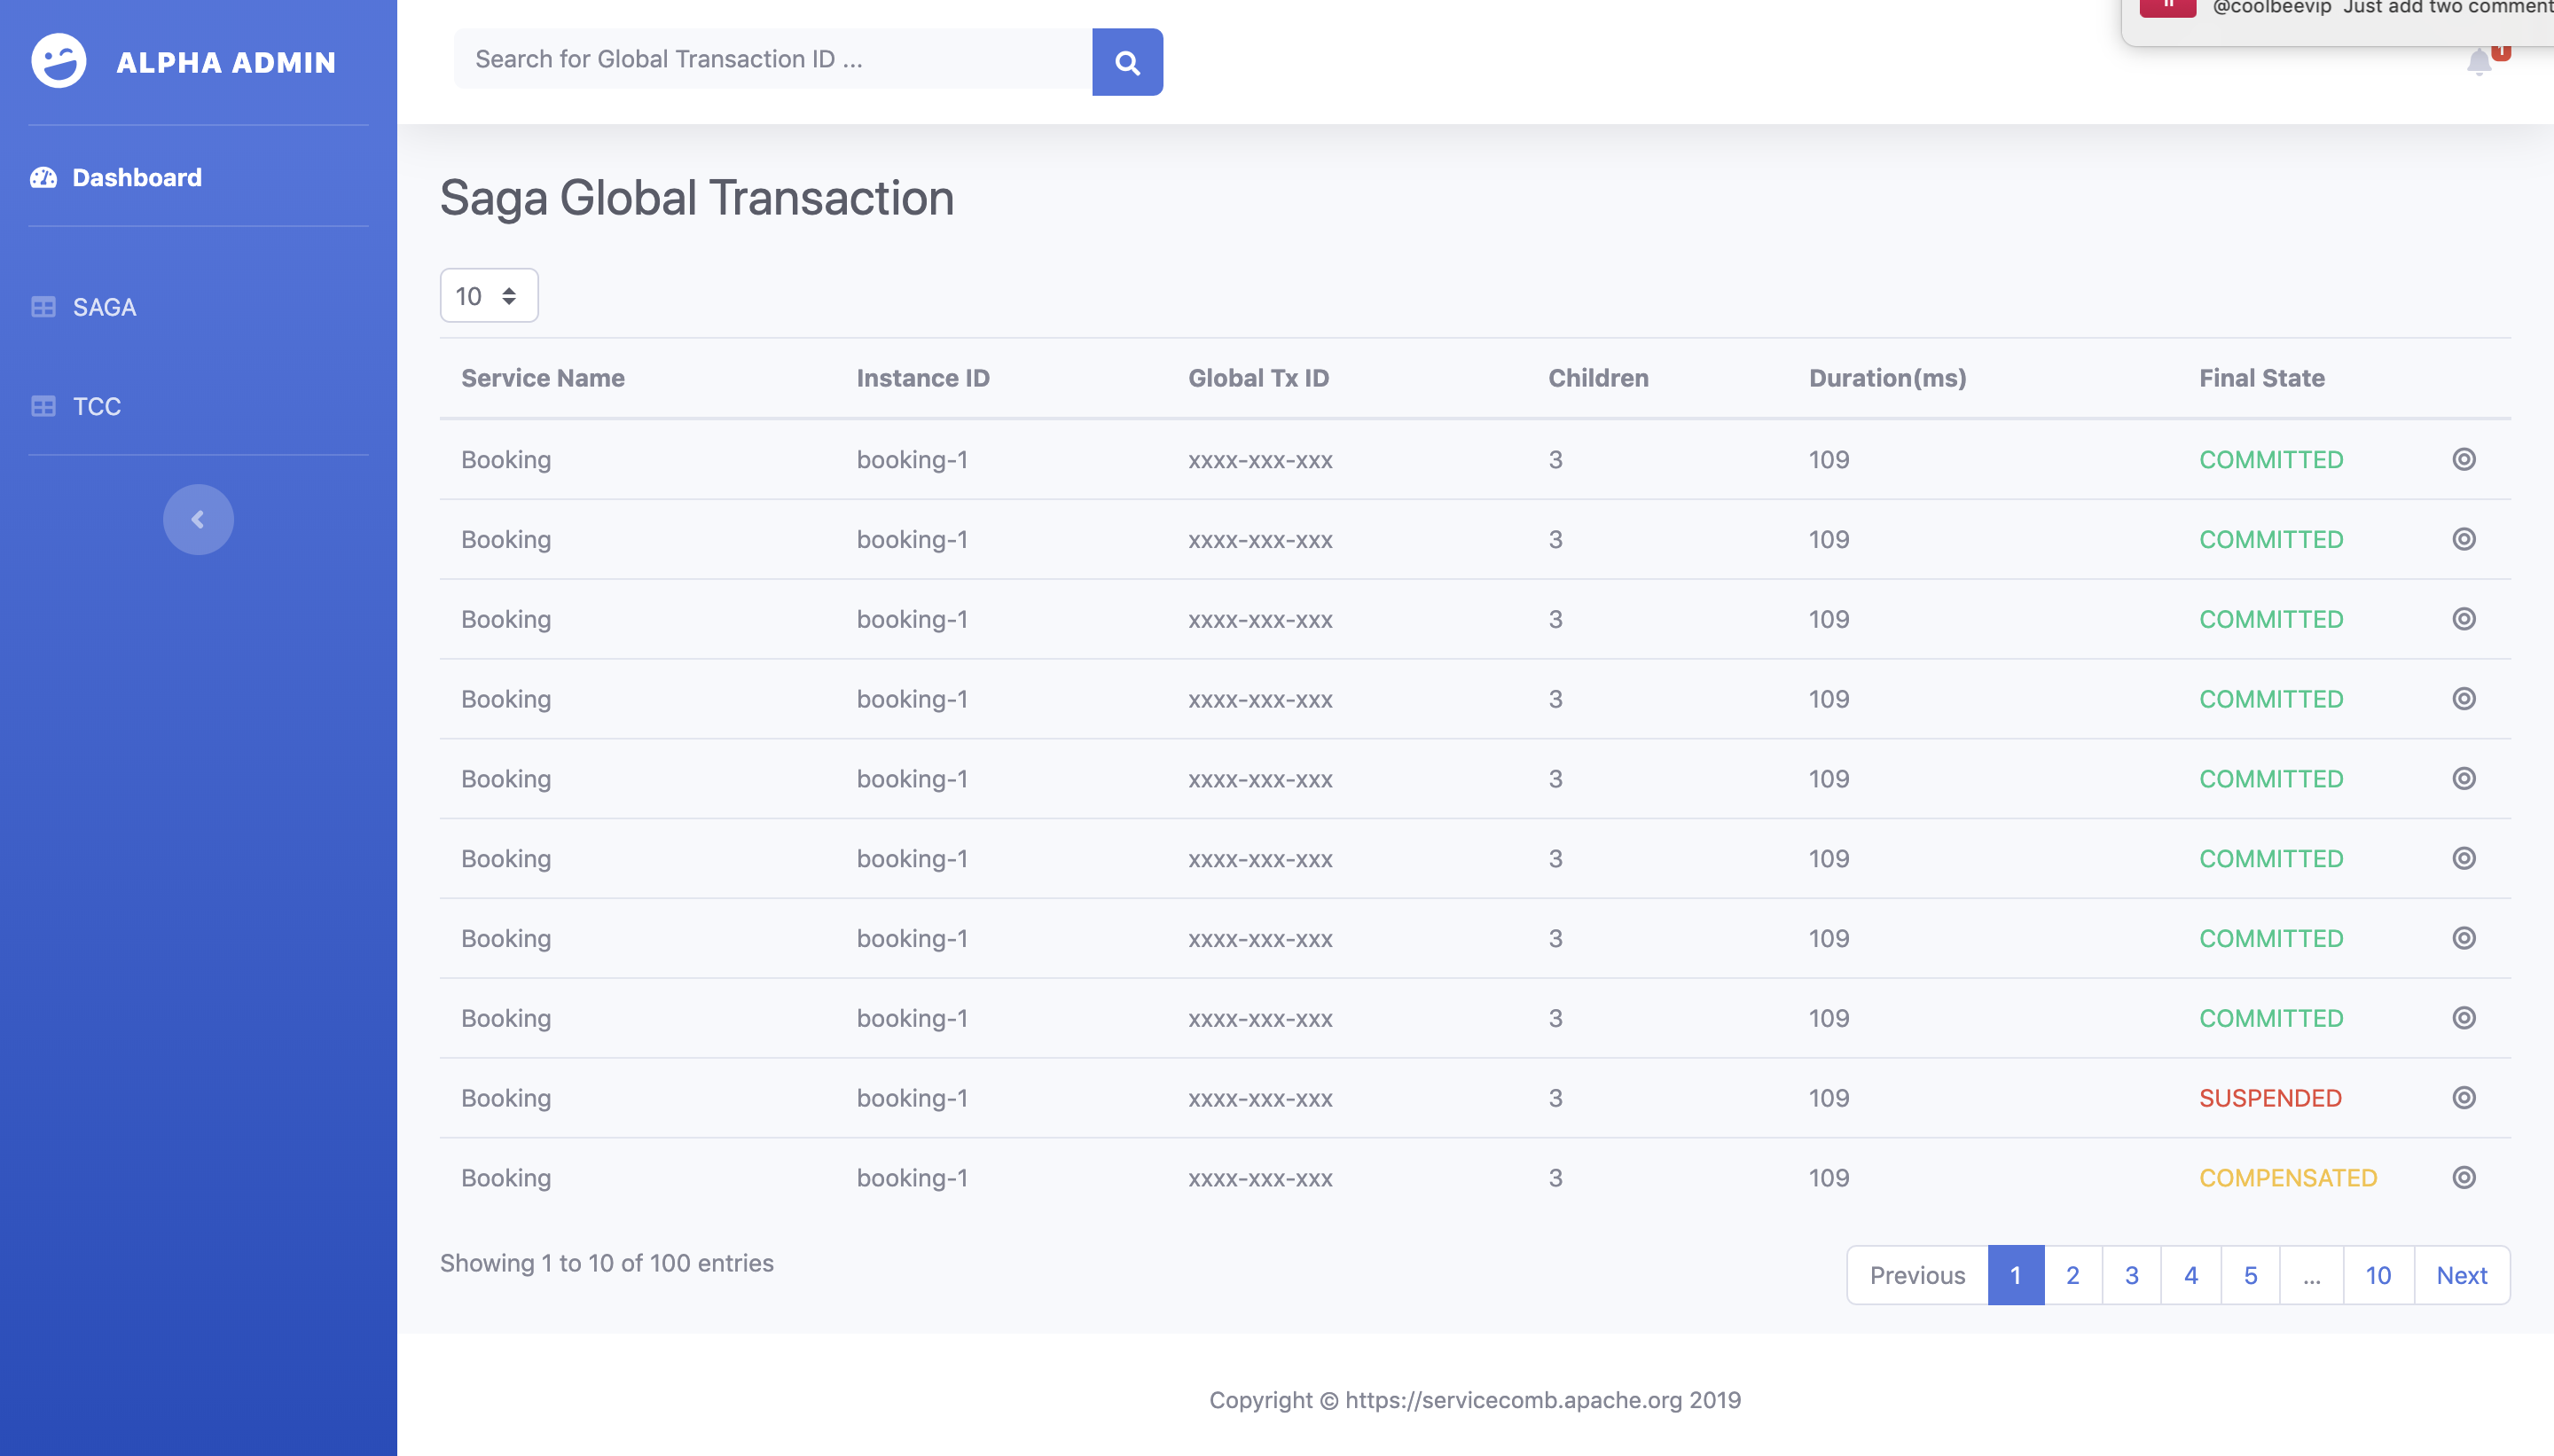 @coolbeevip Just add two comment
ALPHA ADMIN
Search for Global Transaction ID ...
1
Dashboard
SAGA
TCC
Saga Global Transaction
10
Service Name Instance ID Global Tx ID Children Duration(ms) Final State
Booking booking-1 xxxx-xxx-xxx 3 109 COMMITTED
Booking booking-1 xxxx-xxx-xxx 3 109 COMMITTED
Booking booking-1 xxxx-xxx-xxx 3 109 COMMITTED
Booking booking-1 xxxx-xxx-xxx 3 109 COMMITTED
Booking booking-1 xxxx-xxx-xxx 3 109 COMMITTED
Booking booking-1 xxxx-xxx-xxx 3 109 COMMITTED
Booking booking-1 xxxx-xxx-xxx 3 109 COMMITTED
Booking booking-1 xxxx-xxx-xxx 3 109 COMMITTED
Booking booking-1 xxxx-xxx-xxx 3 109 SUSPENDED
Booking booking-1 xxxx-xxx-xxx 3 109 COMPENSATED
Showing 1 to 10 of 100 entries
Previous 1 2 3 4 5 ... 10 Next
Copyright © https://servicecomb.apache.org 2019